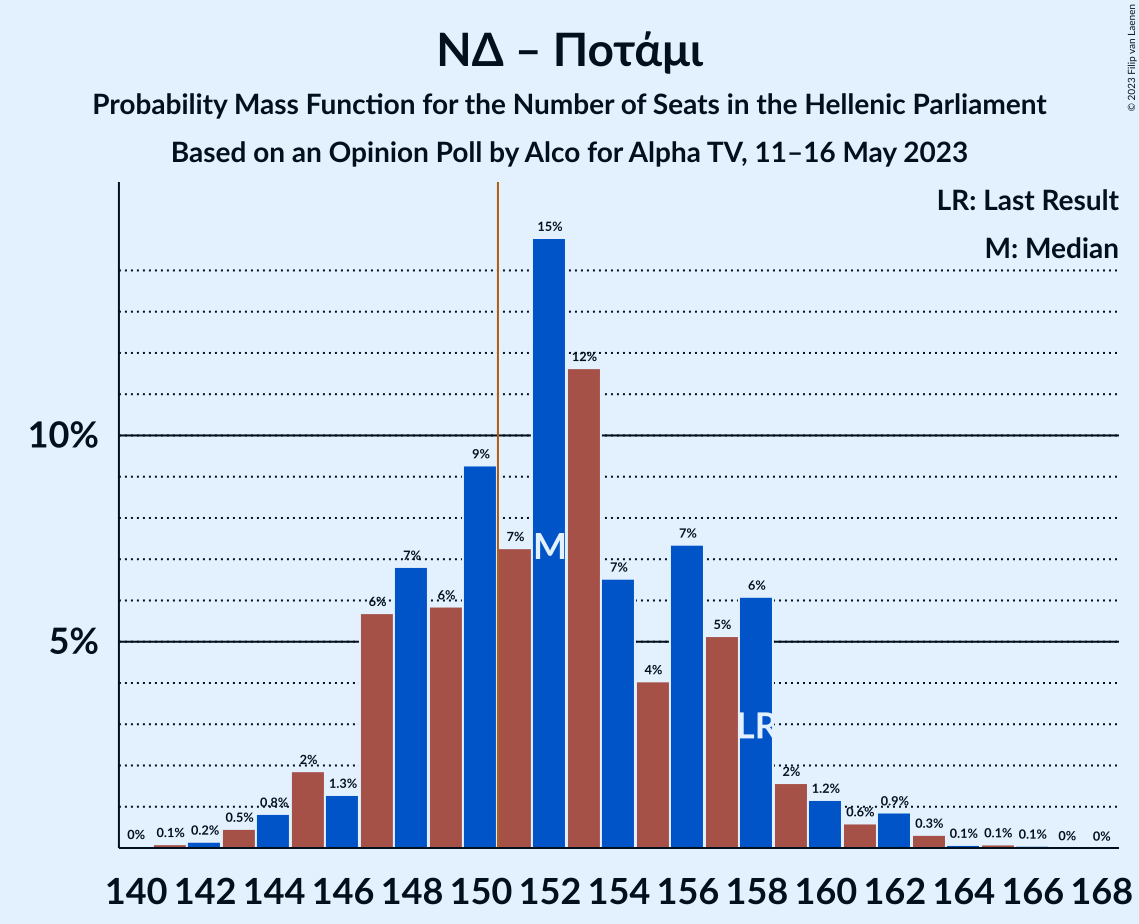 ΝΔ – Ποτάμι
Probability Mass Function for the Number of Seats in the Hellenic Parliament
Based on an Opinion Poll by Alco for Alpha TV, 11–16 May 2023
© 2023 Filip van Laenen
LR: Last Result
M: Median
10%
5%
0% 0.1% 0.2% 0.5% 0.8% 2% 1.3% 6% 7% 6% 9% 7% 15% 12% 7% 4% 7% 5% 6% 2% 1.2% 0.6% 0.9% 0.3% 0.1% 0.1% 0.1% 0% 0%
M
LR
140 142 144 146 148 150 152 154 156 158 160 162 164 166 168